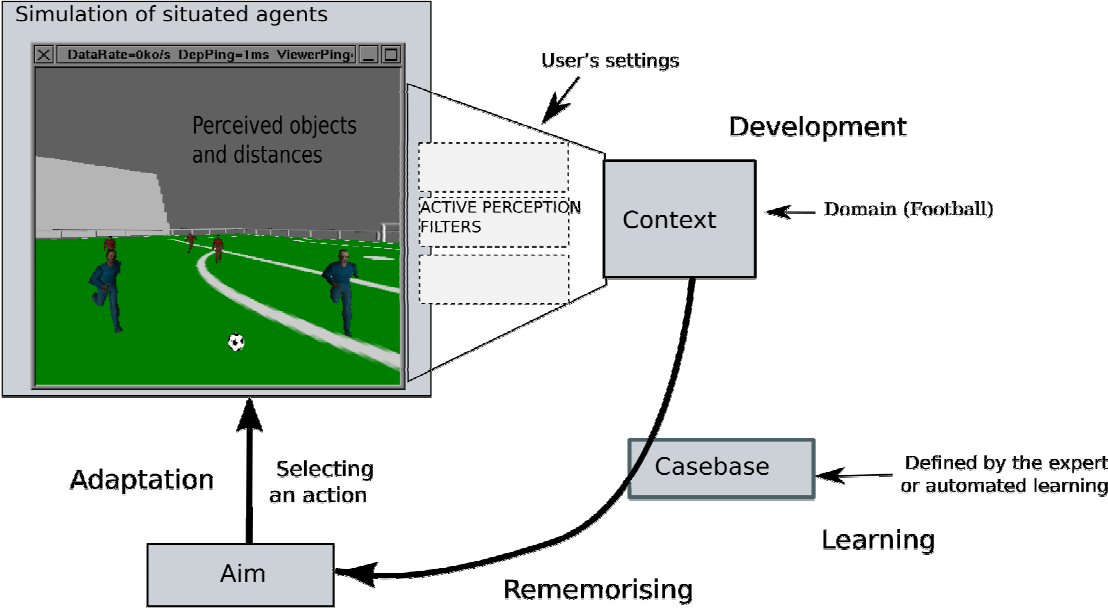 Simulation of situated agents
DataRate=0ko/s DepPing=1ms ViewerPing
User's settings
Perceived objects
and distances
Development
ACTIVE PERCEPTION
FILTERS
Context
Domain (Football)
Casebase
Defined by the expert
or automated learning
Adaptation
Selecting
an action
Learning
Aim
Rememorising